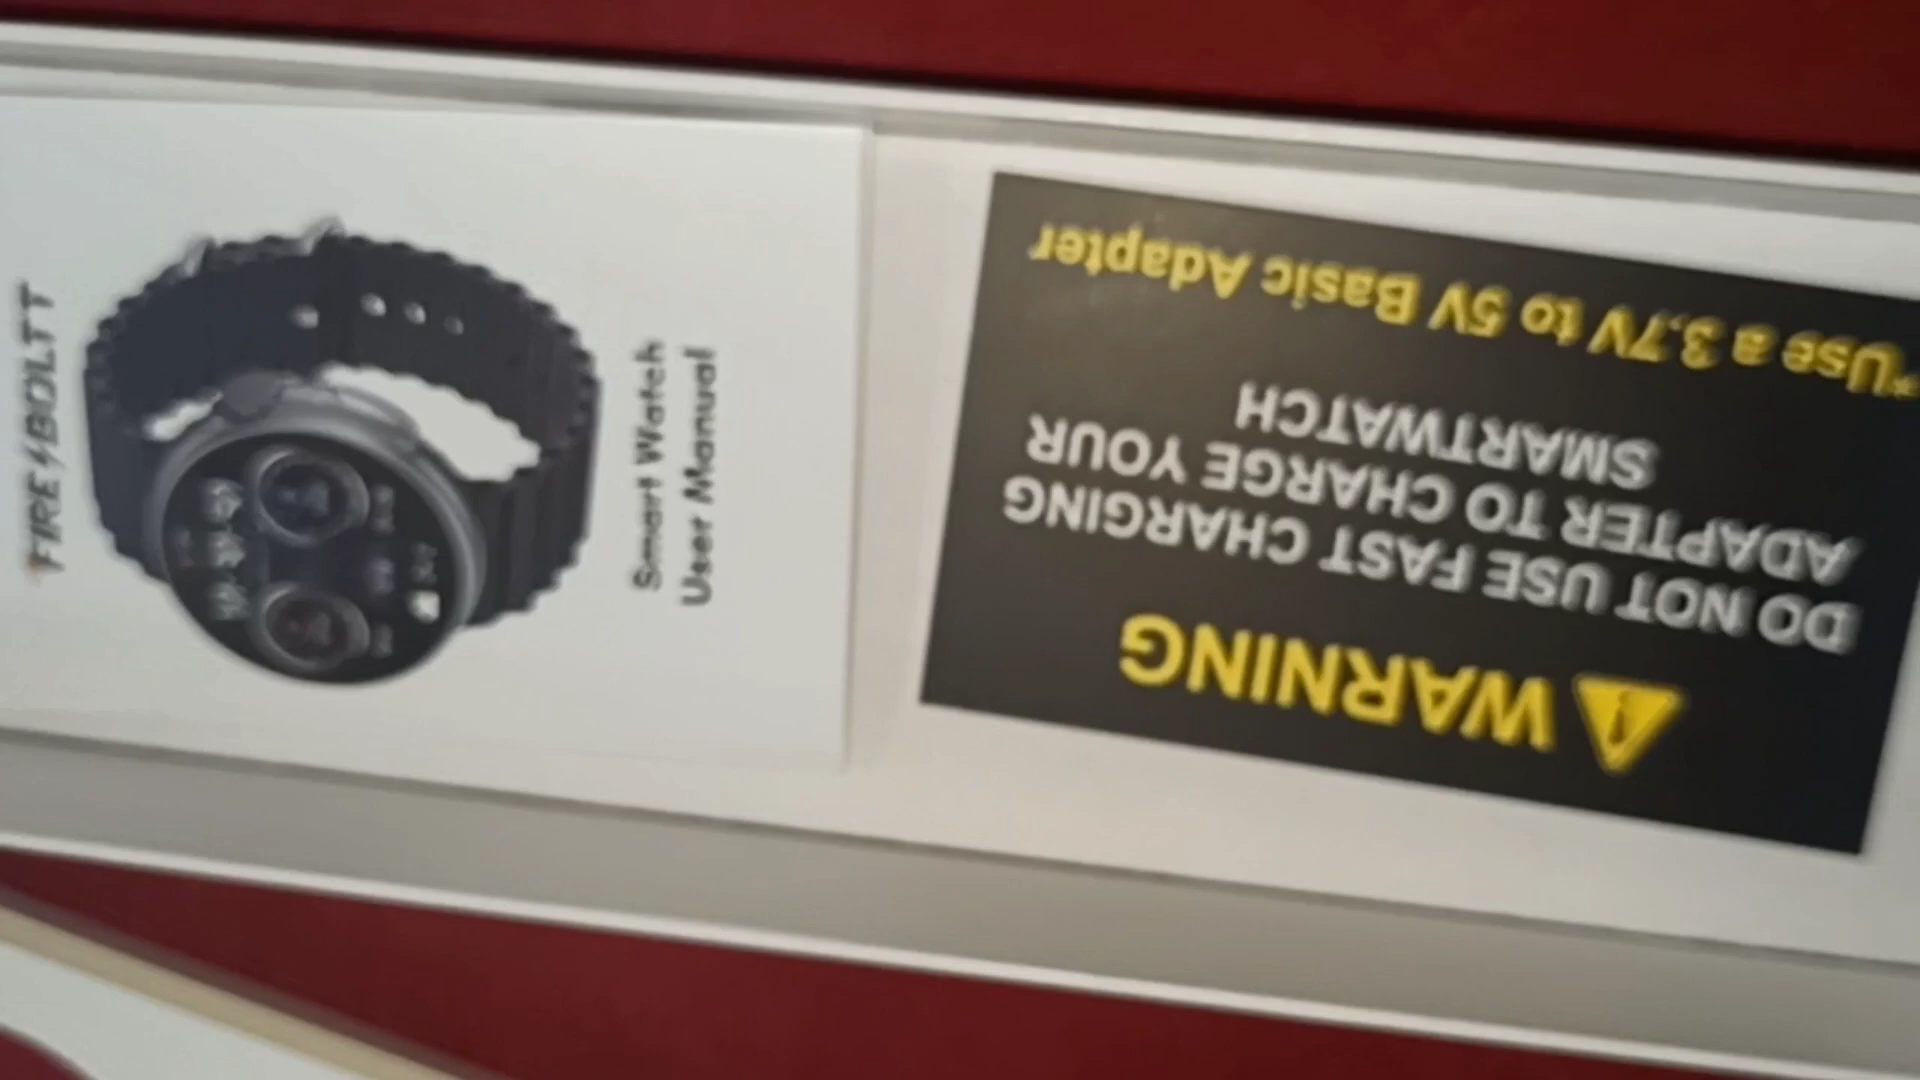 FIRE BOLTT
Smart Watch
User Manual
WARNING
DO NOT USE FAST CHARGING
ADAPTER TO CHARGE YOUR
SMARTWATCH
*Use a 3.7V to 5V Basic Adapter